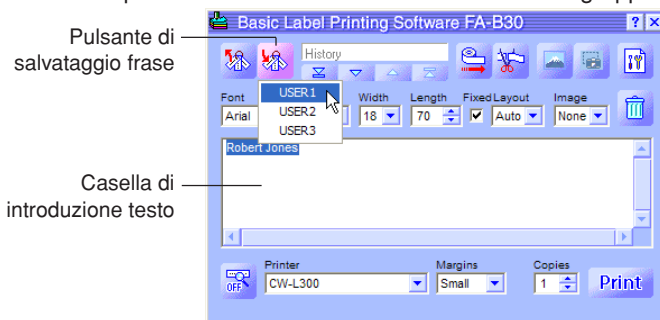 Basic Label Printing Software FA-B30
Pulsante di
salvataggio frase
History
Font
Width
Length
Fixed
Layout
Image
Arial
18
70
Auto
None
USER1
USER2
USER3
Robert Jones
Casella di
introduzione testo
Printer
Margins
Copies
OFF
CW-L300
Small
1
Print